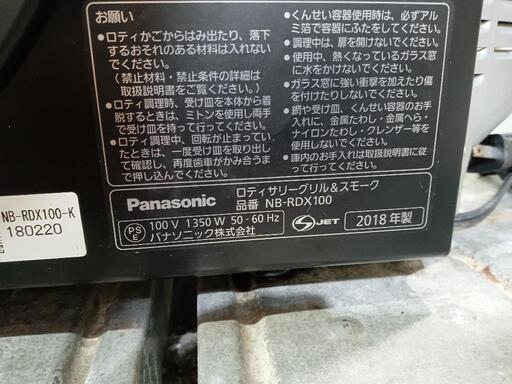 お願い
●ロティかごからはみ出たり、落下
するおそれのある材料は入れない
でください。
(禁止材料・禁止条件の詳細は
取扱説明書をご覧ください。)
●ロティ調理時、受け皿を本体から着
脱するときは、ミトンを使用し両手
で受け皿を持って行ってください。
●ロティ調理中、回転が止まってい
たときは、一度受け皿を取り出し
て確認し、再度歯車がかみ合うま
で押し込んでください。
●くんせい容器使用時は、必ずアル
ミ箔で容器にふたをしてください。
●調理中は、扉を開けないでください。
●使用中、熱くなっているガラス窓
に水をかけないでください。
●ガラス窓に強い衝撃を加えたり傷
を付けたりしないでください。
●網や受け皿、くんせい容器のお手
入れに、金属たわし・金属へら・
ナイロンたわし・クレンザー等を
使用しないでください。
●庫内のお手入れは取扱説明書に従
って行ってください。
Panasonic
ロティサリーグリル&スモーク
品番 NB-RDX100
PS
E
100 V 1350 W 50-60 Hz
パナソニック株式会社
S JET
2018年製
NB-RDX100-K
180220